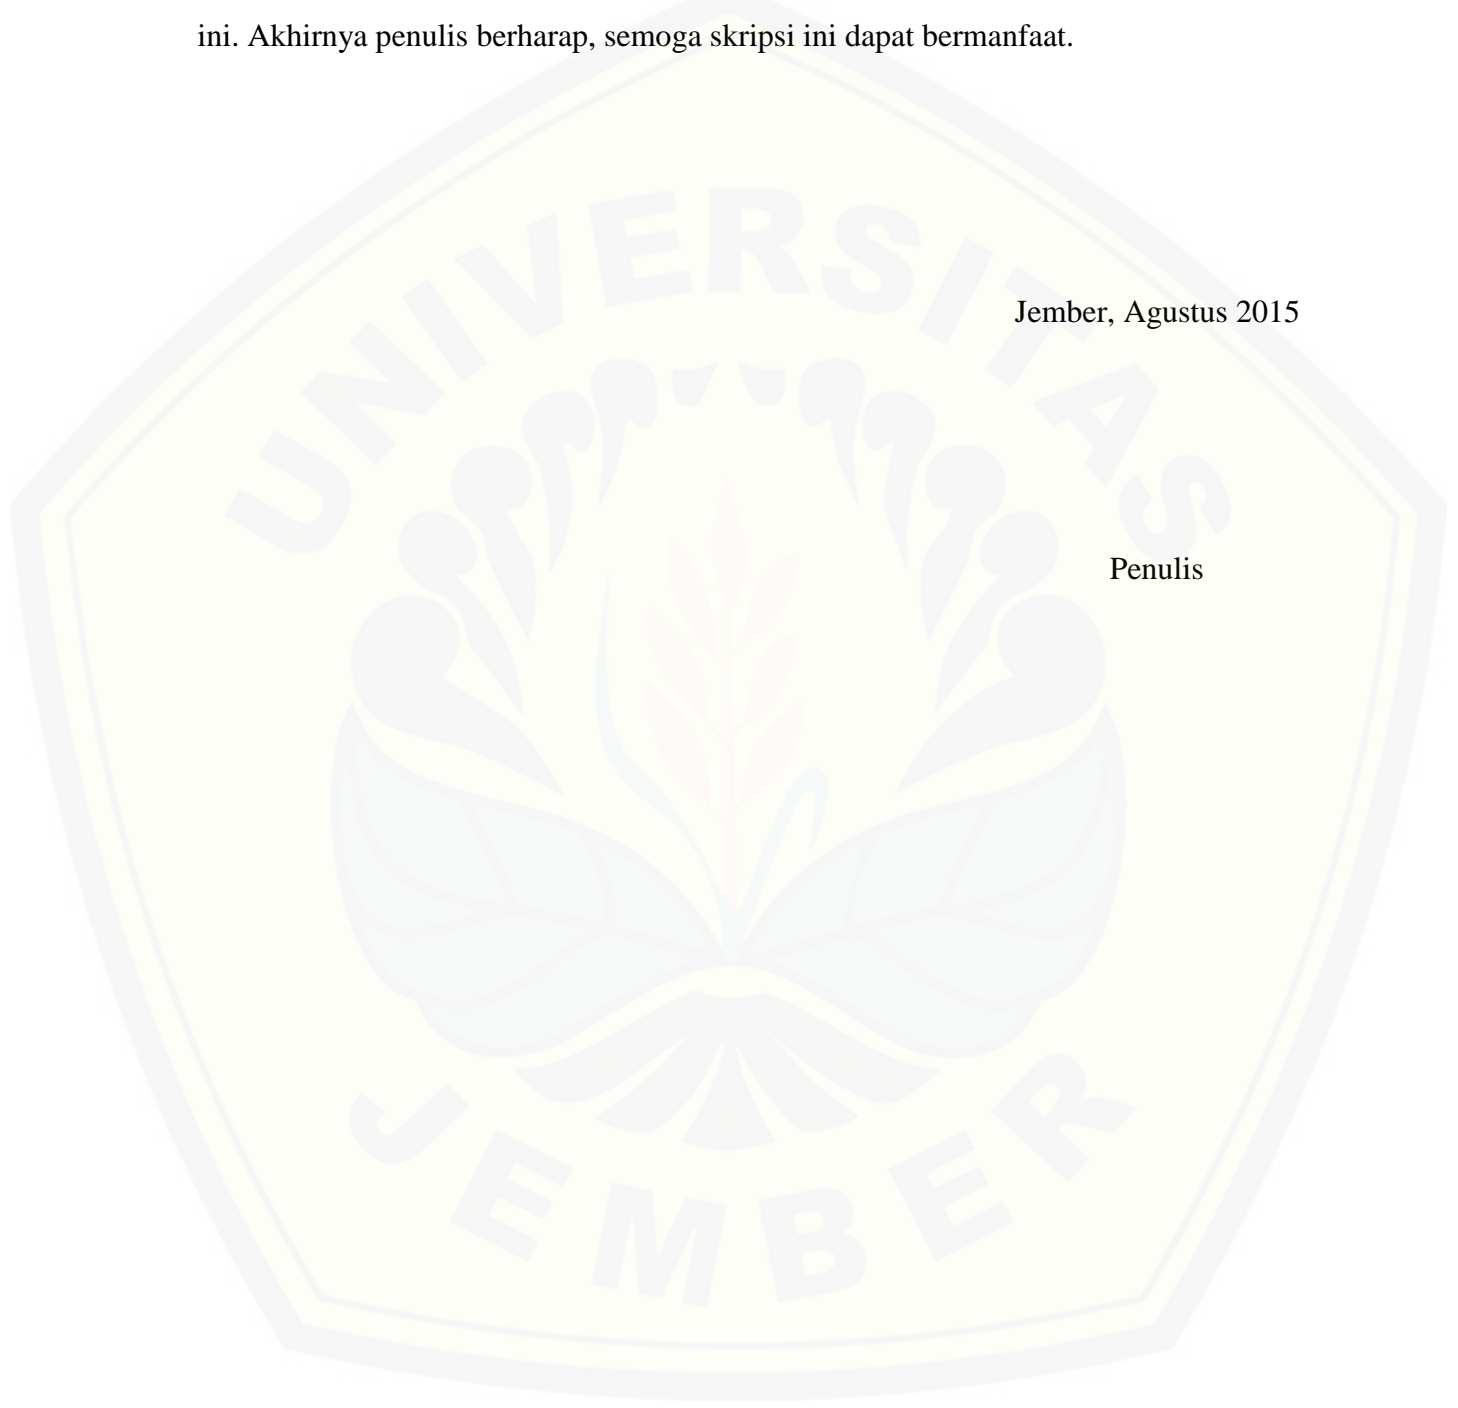 ini. Akhirnya penulis berharap, semoga skripsi ini dapat bermanfaat.
UNIVERSITAS
Jember, Agustus 2015
Penulis
JEMBER